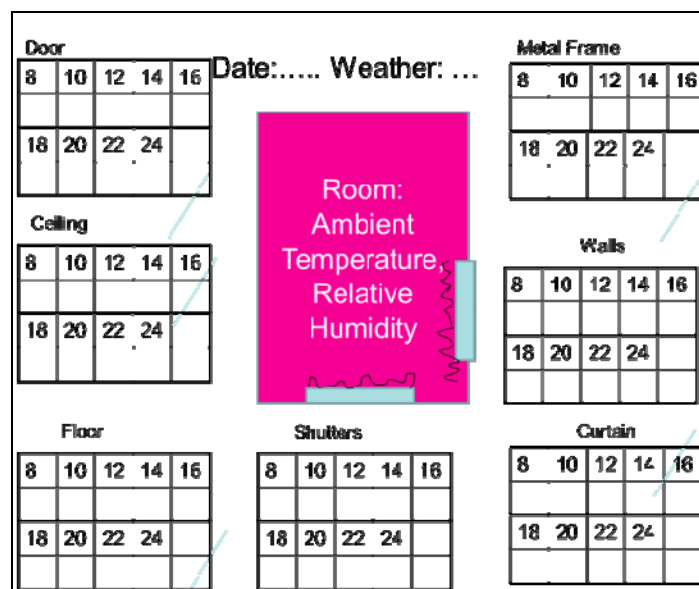 Door
8 10 12 14 16
18 20 22 24
Date:..... Weather: ...
Metal Frame
8 10 12 14 16
18 20 22 24
Room:
Ambient
Temperature,
Relative
Humidity
Ceiling
8 10 12 14 16
18 20 22 24
Walls
8 10 12 14 16
18 20 22 24
Floor
8 10 12 14 16
18 20 22 24
Shutters
8 10 12 14 16
18 20 22 24
Curtain
8 10 12 14 16
18 20 22 24